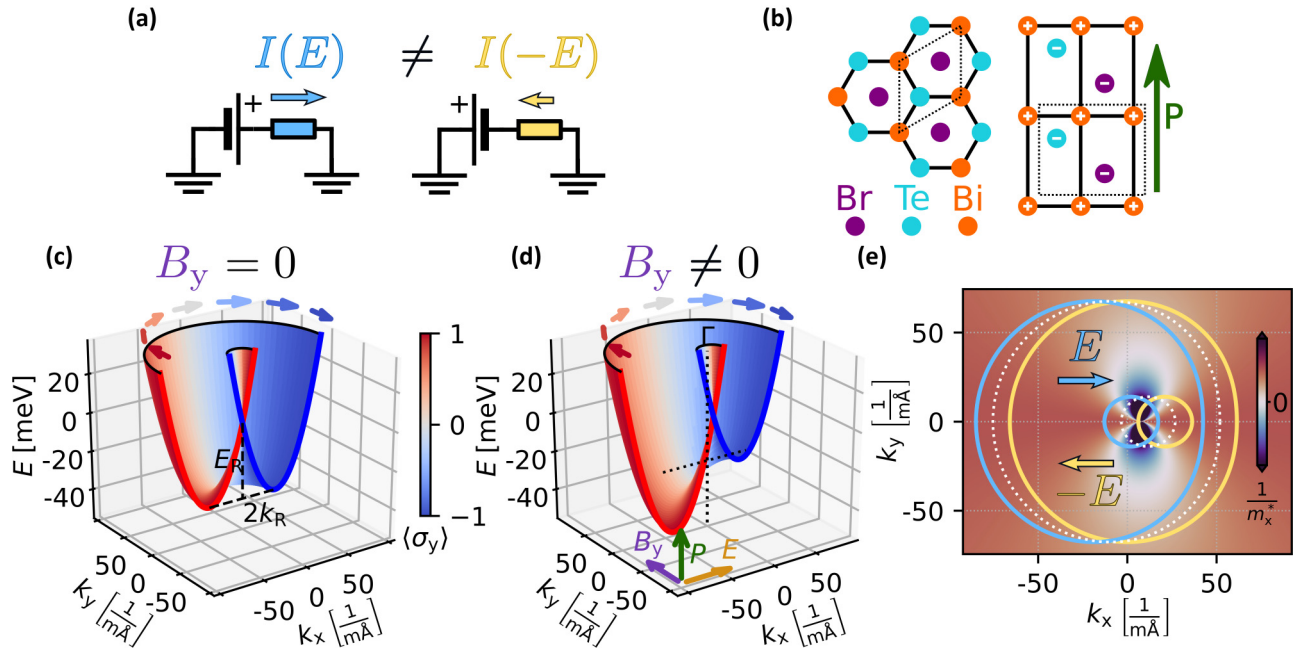 (a)
I(E) ≠ I(−E)
+
+
(b)
Br Te Bi
P
(c)
B_y = 0
E [meV]
20
0
-20
-40
E_R
2k_R
50
0
-50
k_y [1/mÅ]
-50
0
50
k_x [1/mÅ]
1
0
−1
⟨σ_y⟩
(d)
B_y ≠ 0
Γ
E [meV]
20
0
-20
-40
B_y
P
E
50
0
-50
k_y [1/mÅ]
-50
0
50
k_x [1/mÅ]
(e)
E
−E
k_y [1/mÅ]
50
0
-50
-50
0
50
k_x [1/mÅ]
0
1/m*_x